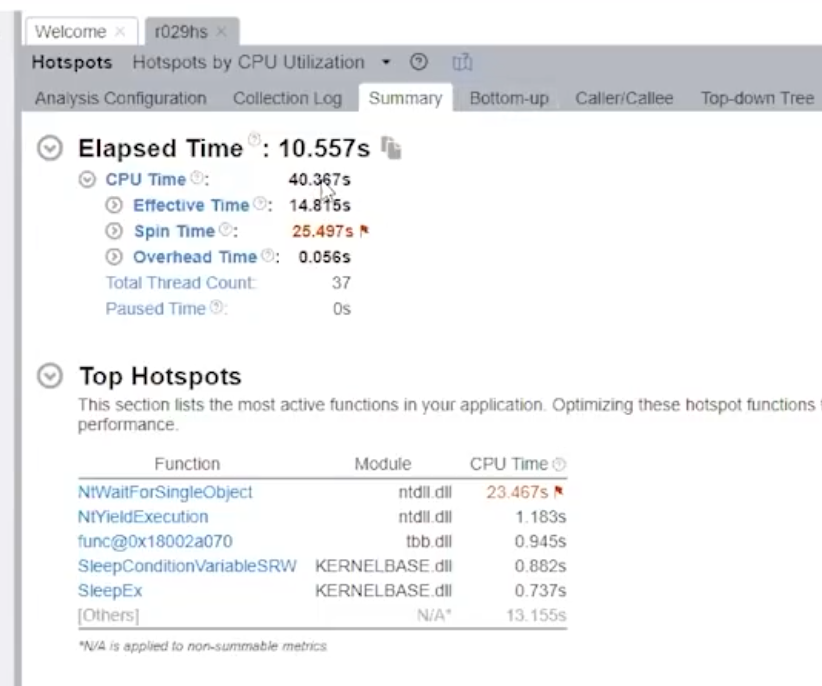 Welcome × r029hs ×
Hotspots Hotspots by CPU Utilization
Analysis Configuration Collection Log Summary Bottom-up Caller/Callee Top-down Tree
Elapsed Time: 10.557s
CPU Time: 40.367s
Effective Time: 14.815s
Spin Time: 25.497s
Overhead Time: 0.056s
Total Thread Count: 37
Paused Time: 0s
Top Hotspots
This section lists the most active functions in your application. Optimizing these hotspot functions
performance.
Function Module CPU Time
NtWaitForSingleObject ntdll.dll 23.467s
NtYieldExecution ntdll.dll 1.183s
func@0x18002a070 tbb.dll 0.945s
SleepConditionVariableSRW KERNELBASE.dll 0.882s
SleepEx KERNELBASE.dll 0.737s
[Others] N/A* 13.155s
*N/A is applied to non-summable metrics.